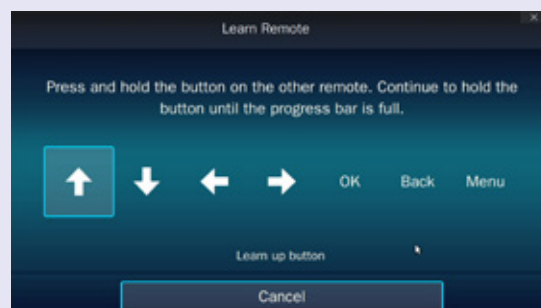 Learn Remote
Press and hold the button on the other remote. Continue to hold the
button until the progress bar is full.
OK Back Menu
Learn up button
Cancel